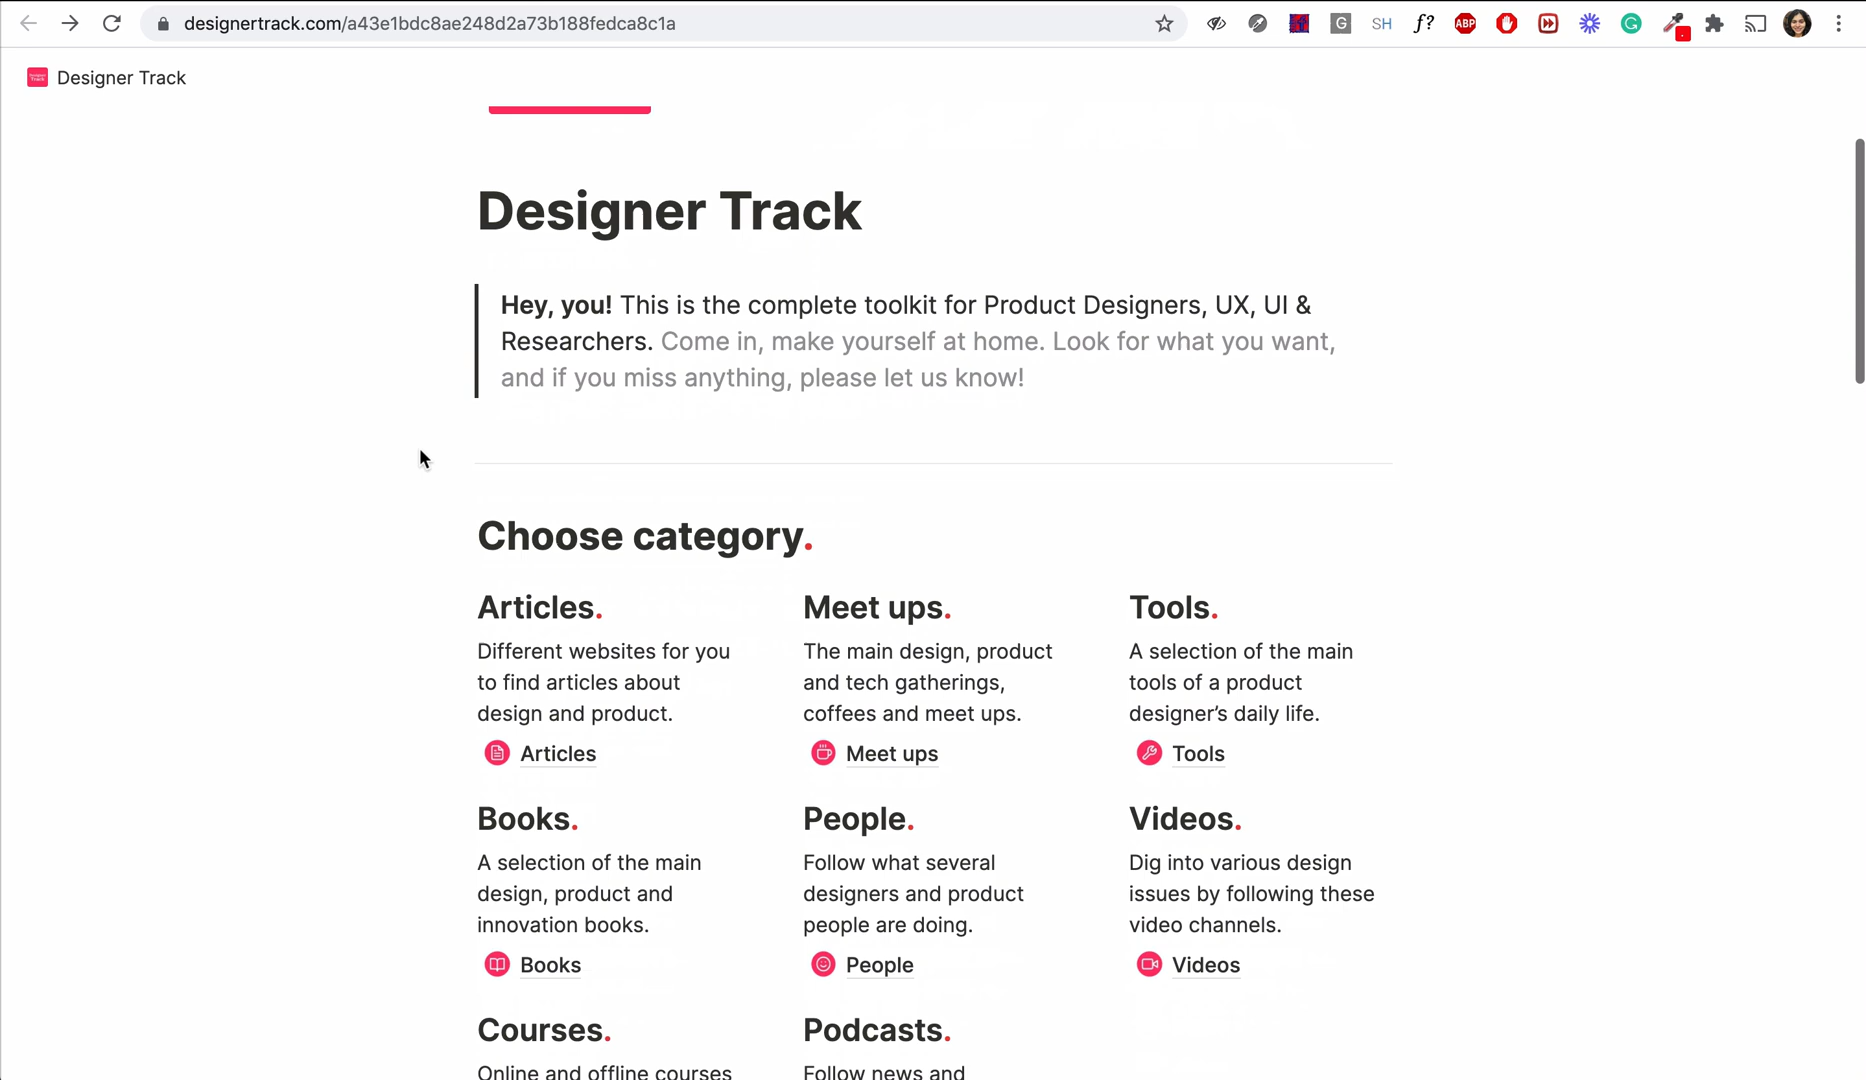 designertrack.com/a43e1bdc8ae248d2a73b188fedca8c1a
G
SH
f?
ABP
G
Designer Track
Designer Track
Hey, you! This is the complete toolkit for Product Designers, UX, UI &
Researchers. Come in, make yourself at home. Look for what you want,
and if you miss anything, please let us know!
Choose category.
Articles.
Different websites for you
to find articles about
design and product.
Articles
Meet ups.
The main design, product
and tech gatherings,
coffees and meet ups.
Meet ups
Tools.
A selection of the main
tools of a product
designer’s daily life.
Tools
Books.
A selection of the main
design, product and
innovation books.
Books
People.
Follow what several
designers and product
people are doing.
People
Videos.
Dig into various design
issues by following these
video channels.
Videos
Courses.
Online and offline courses
Podcasts.
Follow news and